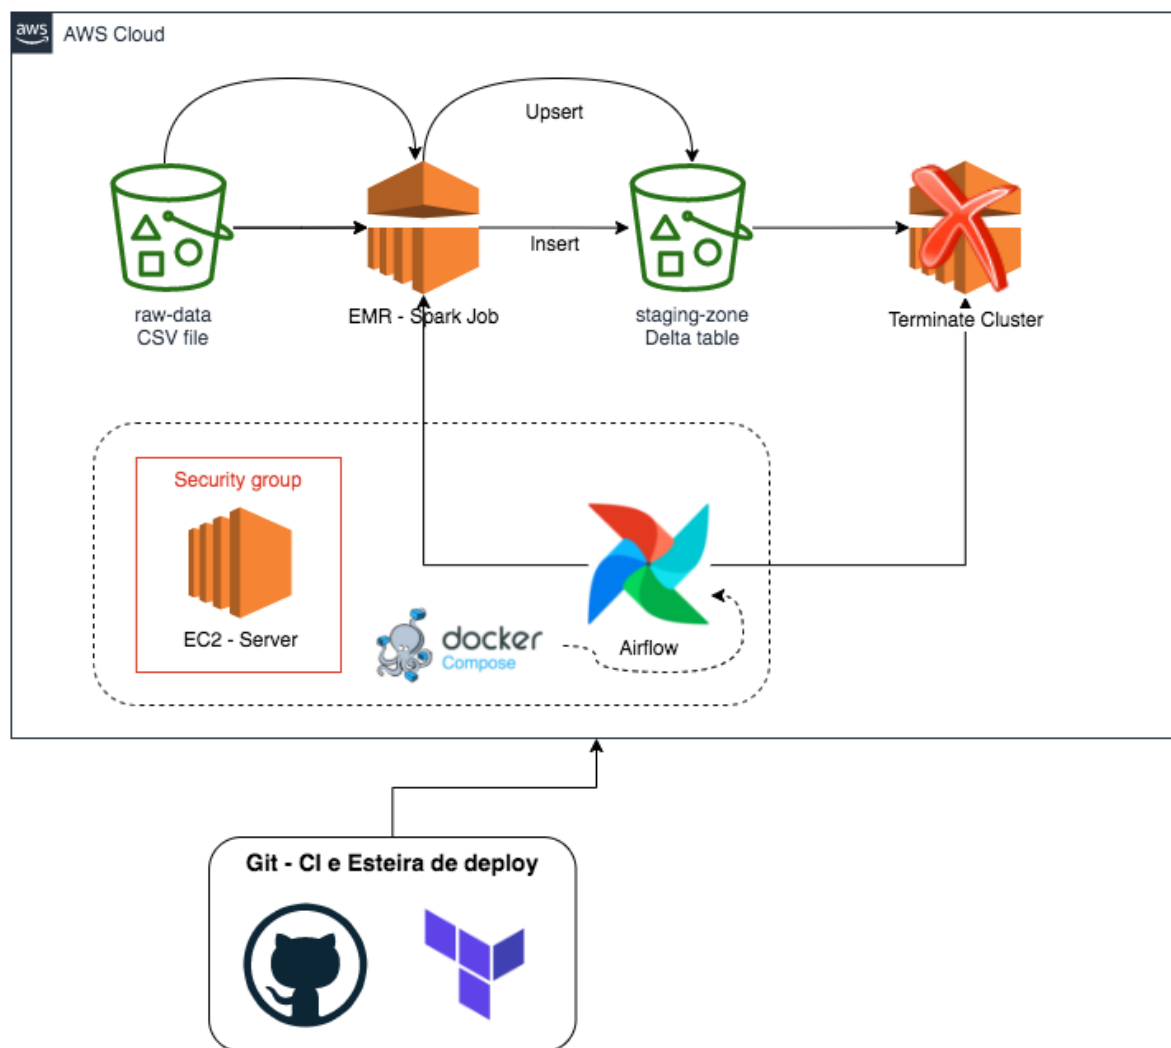 aws
AWS Cloud
Upsert
Insert
raw-data
CSV file
EMR - Spark Job
staging-zone
Delta table
Terminate Cluster
Security group
EC2 - Server
docker
Compose
Airflow
Git - CI e Esteira de deploy